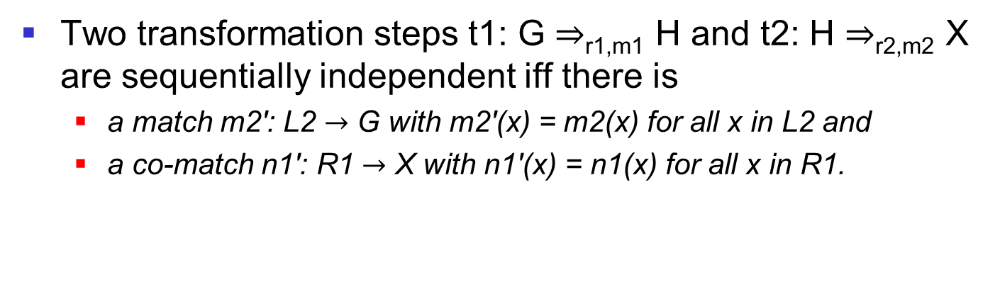 ▪ Two transformation steps t1: G ⇒r1,m1 H and t2: H ⇒r2,m2 X
are sequentially independent iff there is
▪ a match m2': L2 → G with m2'(x) = m2(x) for all x in L2 and
▪ a co-match n1': R1 → X with n1'(x) = n1(x) for all x in R1.